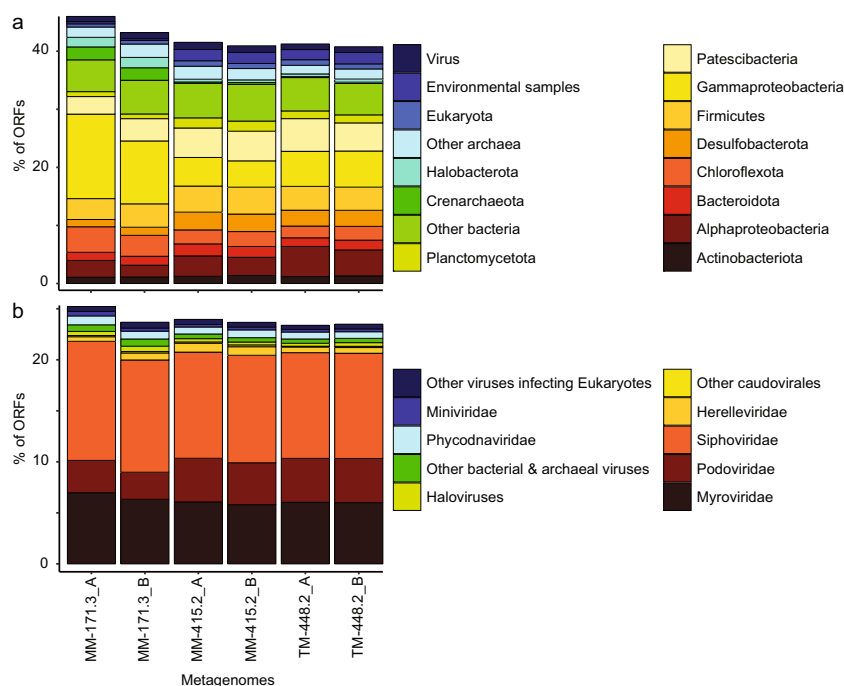 a
40
20
0
% of ORFs
Virus
Environmental samples
Eukaryota
Other archaea
Halobacterota
Crenarchaeota
Other bacteria
Planctomycetota
Patescibacteria
Gammaproteobacteria
Firmicutes
Desulfobacterota
Chloroflexota
Bacteroidota
Alphaproteobacteria
Actinobacteriota
b
20
10
0
% of ORFs
Other viruses infecting Eukaryotes
Miniviridae
Phycodnaviridae
Other bacterial & archaeal viruses
Haloviruses
Other caudovirales
Herelleviridae
Siphoviridae
Podoviridae
Myroviridae
MM-171.3_A
MM-171.3_B
MM-415.2_A
MM-415.2_B
TM-448.2_A
TM-448.2_B
Metagenomes